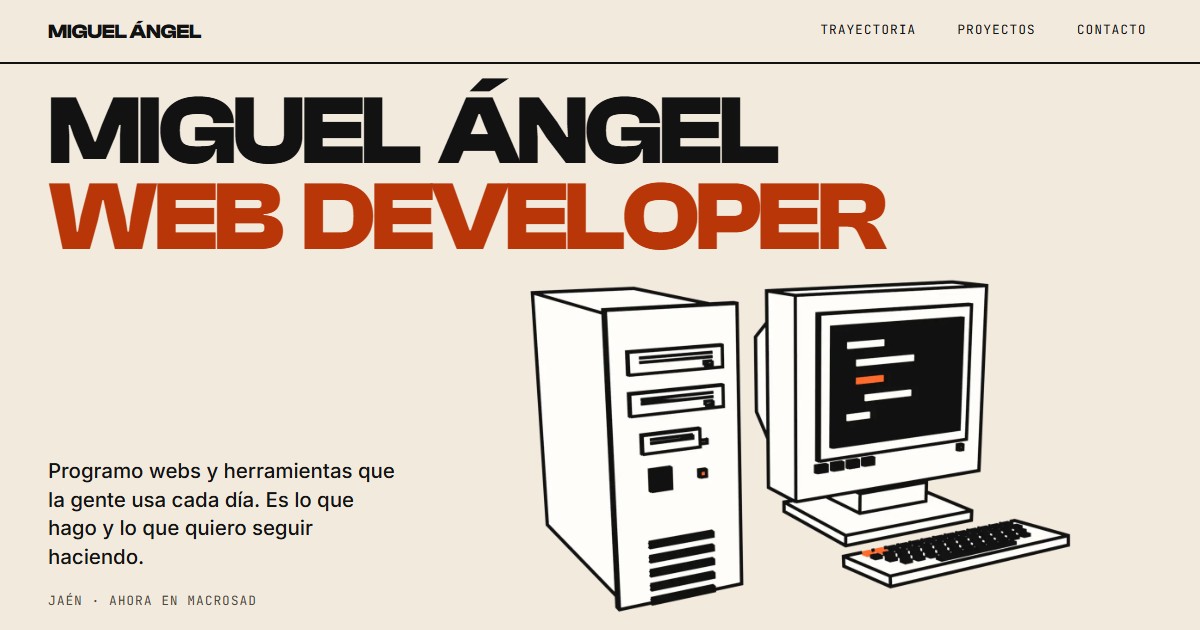 MIGUEL ÁNGEL
TRAYECTORIA PROYECTOS CONTACTO
MIGUEL ÁNGEL
WEB DEVELOPER
Programo webs y herramientas que
la gente usa cada día. Es lo que
hago y lo que quiero seguir
haciendo.
JAÉN · AHORA EN MACROSAD